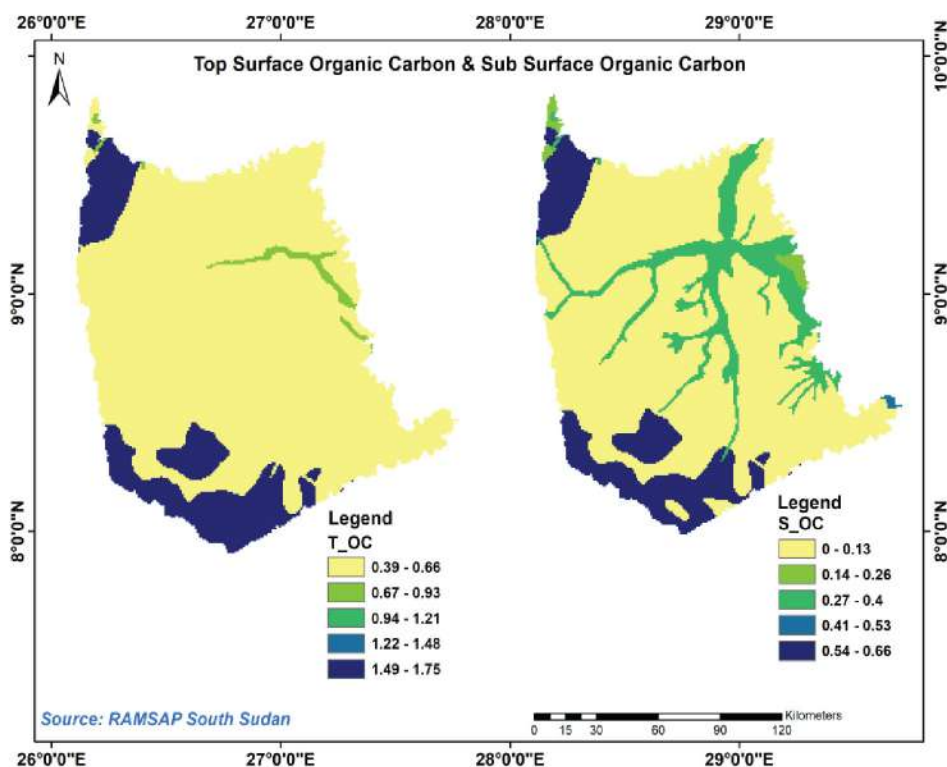 26°0'0"E 27°0'0"E 28°0'0"E 29°0'0"E
N
Top Surface Organic Carbon & Sub Surface Organic Carbon
10°0'0"N
9°0'0"N
9°0'0"N
8°0'0"N
8°0'0"N
Legend
T_OC
0.39 - 0.66
0.67 - 0.93
0.94 - 1.21
1.22 - 1.48
1.49 - 1.75
Legend
S_OC
0 - 0.13
0.14 - 0.26
0.27 - 0.4
0.41 - 0.53
0.54 - 0.66
Source: RAMSAP South Sudan
Kilometers
0 15 30 60 90 120
26°0'0"E 27°0'0"E 28°0'0"E 29°0'0"E